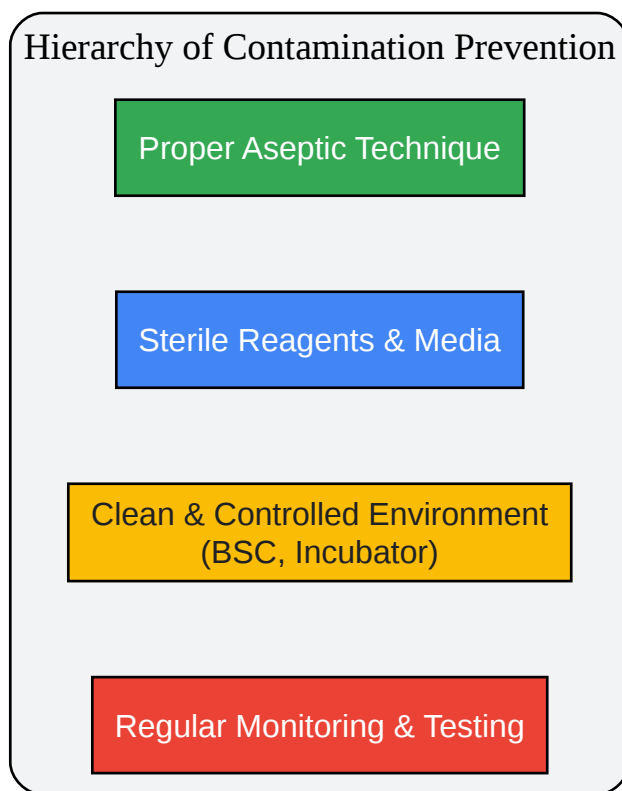 Hierarchy of Contamination Prevention
Proper Aseptic Technique
Sterile Reagents & Media
Clean & Controlled Environment
(BSC, Incubator)
Regular Monitoring & Testing